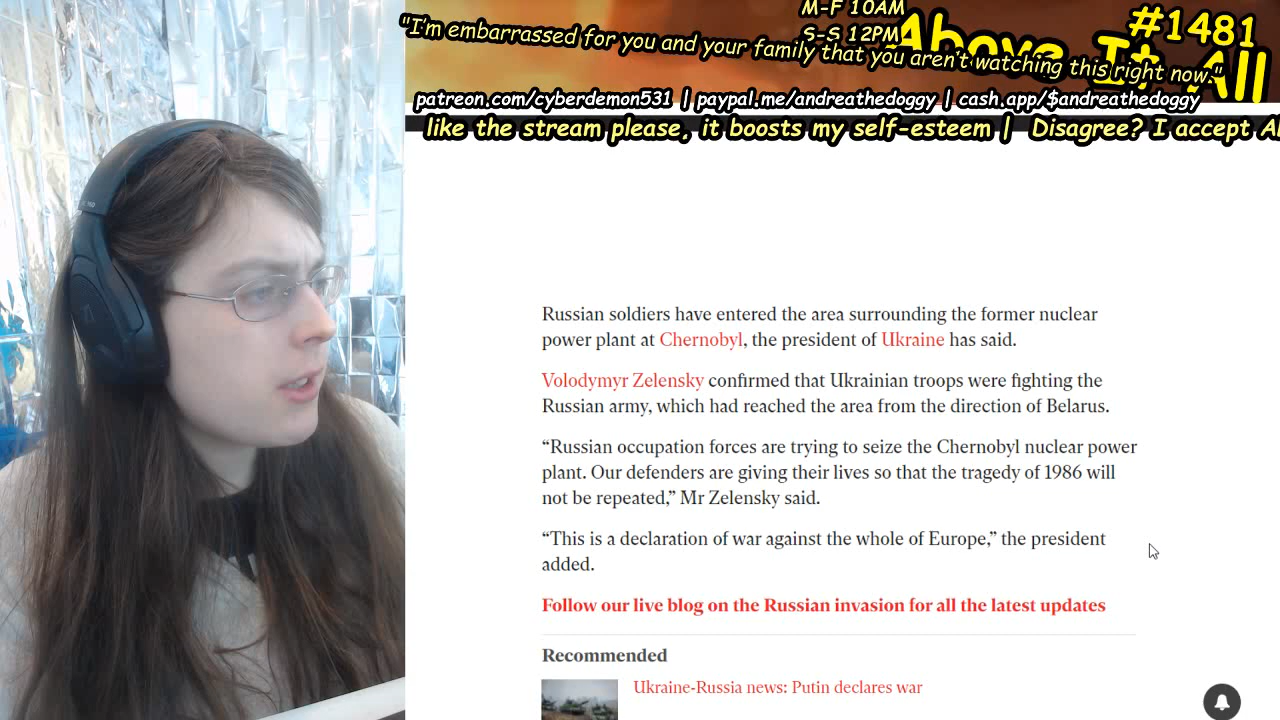 M-F 10AM
S-S 12PM
Above It All
#1481
"I'm embarrassed for you and your family that you aren't watching this right now."
patreon.com/cyberdemon531 | paypal.me/andreathedoggy | cash.app/$andreathedoggy
like the stream please, it boosts my self-esteem | Disagree? I accept
Russian soldiers have entered the area surrounding the former nuclear
power plant at Chernobyl, the president of Ukraine has said.
Volodymyr Zelensky confirmed that Ukrainian troops were fighting the
Russian army, which had reached the area from the direction of Belarus.
“Russian occupation forces are trying to seize the Chernobyl nuclear power
plant. Our defenders are giving their lives so that the tragedy of 1986 will
not be repeated,” Mr Zelensky said.
“This is a declaration of war against the whole of Europe,” the president
added.
Follow our live blog on the Russian invasion for all the latest updates
Recommended
Ukraine-Russia news: Putin declares war